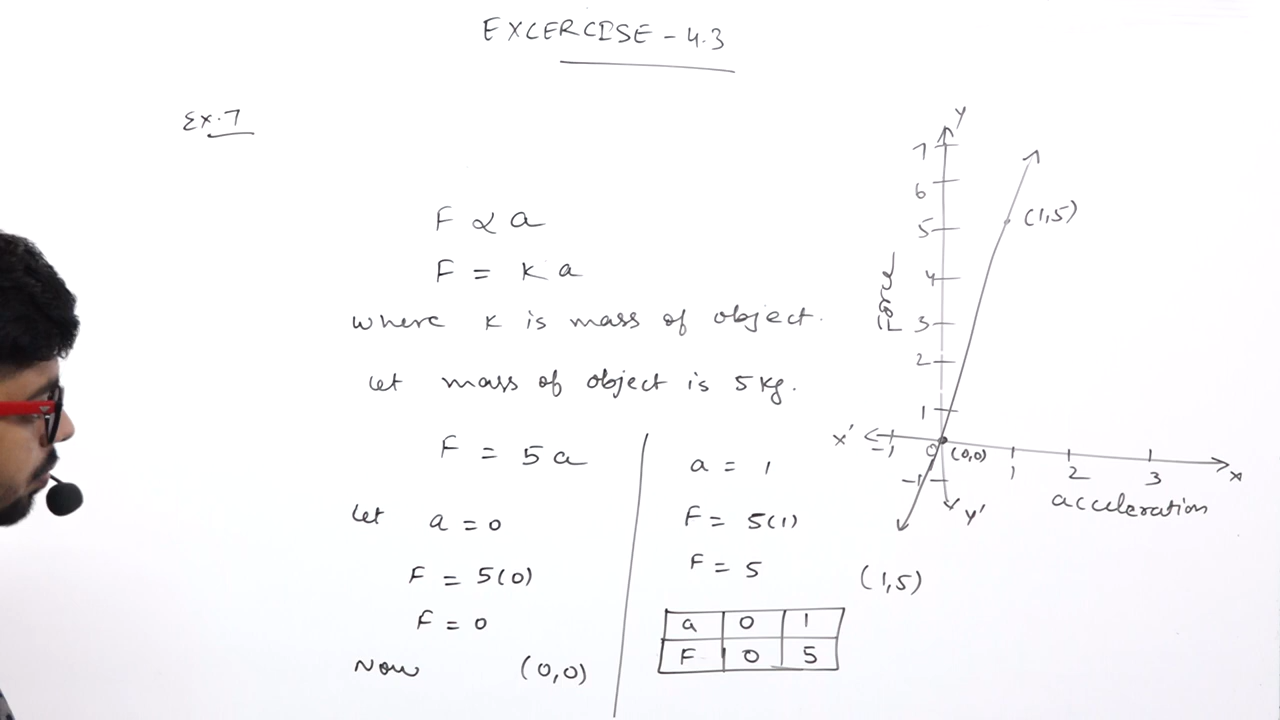 EXCERCISE - 4.3
Ex.7
F ∝ a
F = K a
where K is mass of object.
Let mass of object is 5 kg.
F = 5 a
Let a = 0
F = 5(0)
F = 0
Now (0,0)
a = 1
F = 5(1)
F = 5
(1,5)
a 0 1
F 0 5
Y
7
6
5
4
3
2
1
(1,5)
Force
X'
-1
0
(0,0)
1
2
3
X
-1
Y'
acceleration